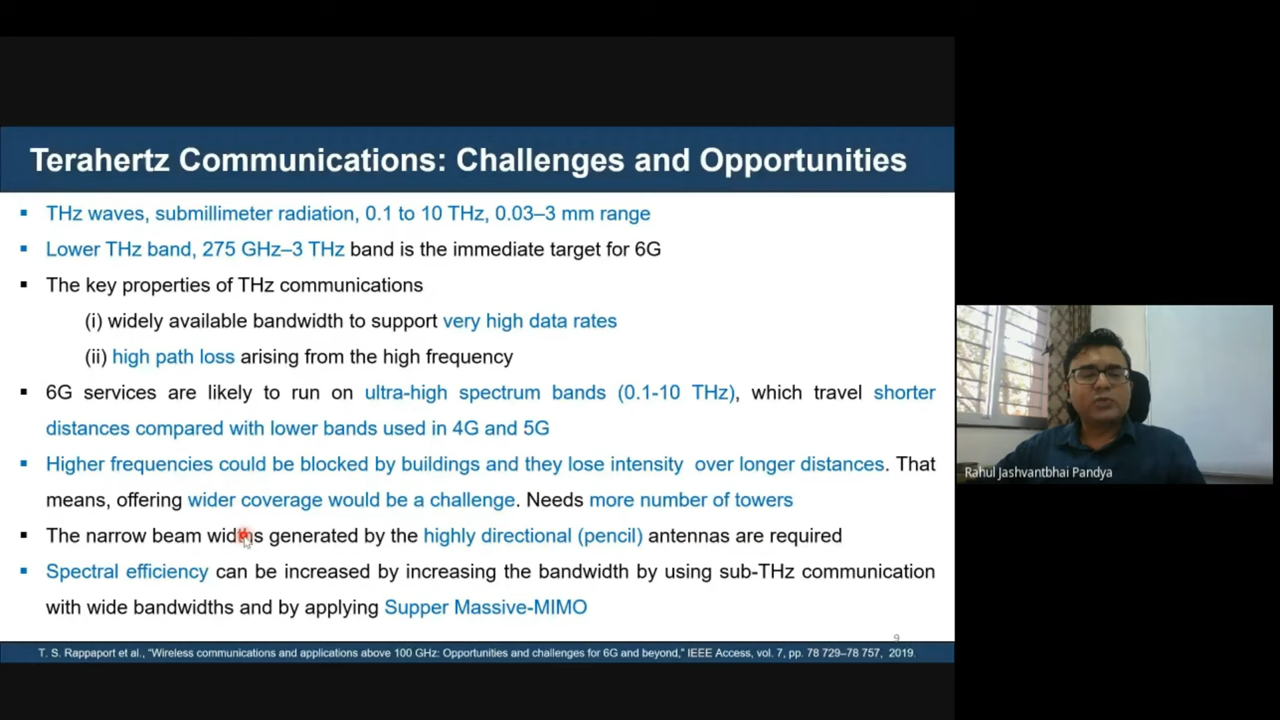 Terahertz Communications: Challenges and Opportunities
▪ THz waves, submillimeter radiation, 0.1 to 10 THz, 0.03–3 mm range
▪ Lower THz band, 275 GHz–3 THz band is the immediate target for 6G
▪ The key properties of THz communications
(i) widely available bandwidth to support very high data rates
(ii) high path loss arising from the high frequency
▪ 6G services are likely to run on ultra-high spectrum bands (0.1-10 THz), which travel shorter
distances compared with lower bands used in 4G and 5G
▪ Higher frequencies could be blocked by buildings and they lose intensity over longer distances. That
means, offering wider coverage would be a challenge. Needs more number of towers
▪ The narrow beam widths generated by the highly directional (pencil) antennas are required
▪ Spectral efficiency can be increased by increasing the bandwidth by using sub-THz communication
with wide bandwidths and by applying Supper Massive-MIMO
9
T. S. Rappaport et al., “Wireless communications and applications above 100 GHz: Opportunities and challenges for 6G and beyond,” IEEE Access, vol. 7, pp. 78 729–78 757, 2019.
Rahul Jashvantbhai Pandya